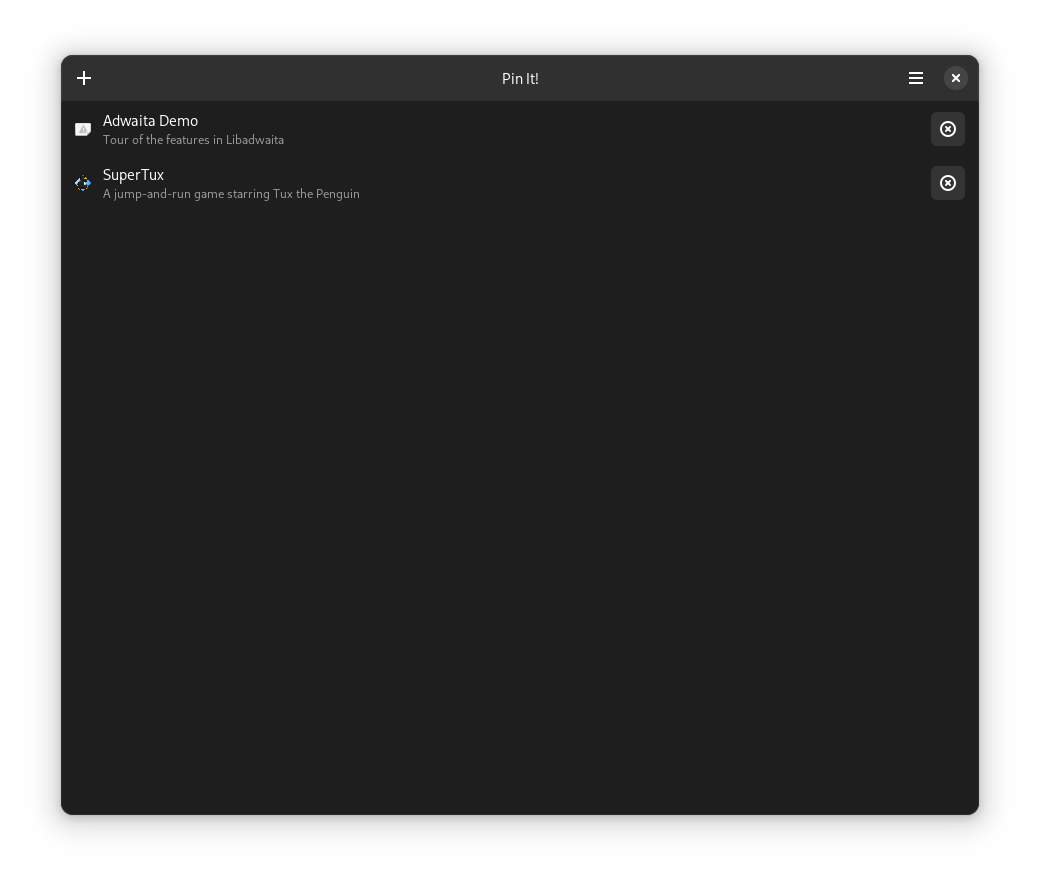 Pin It!
Adwaita Demo
Tour of the features in Libadwaita
SuperTux
A jump-and-run game starring Tux the Penguin